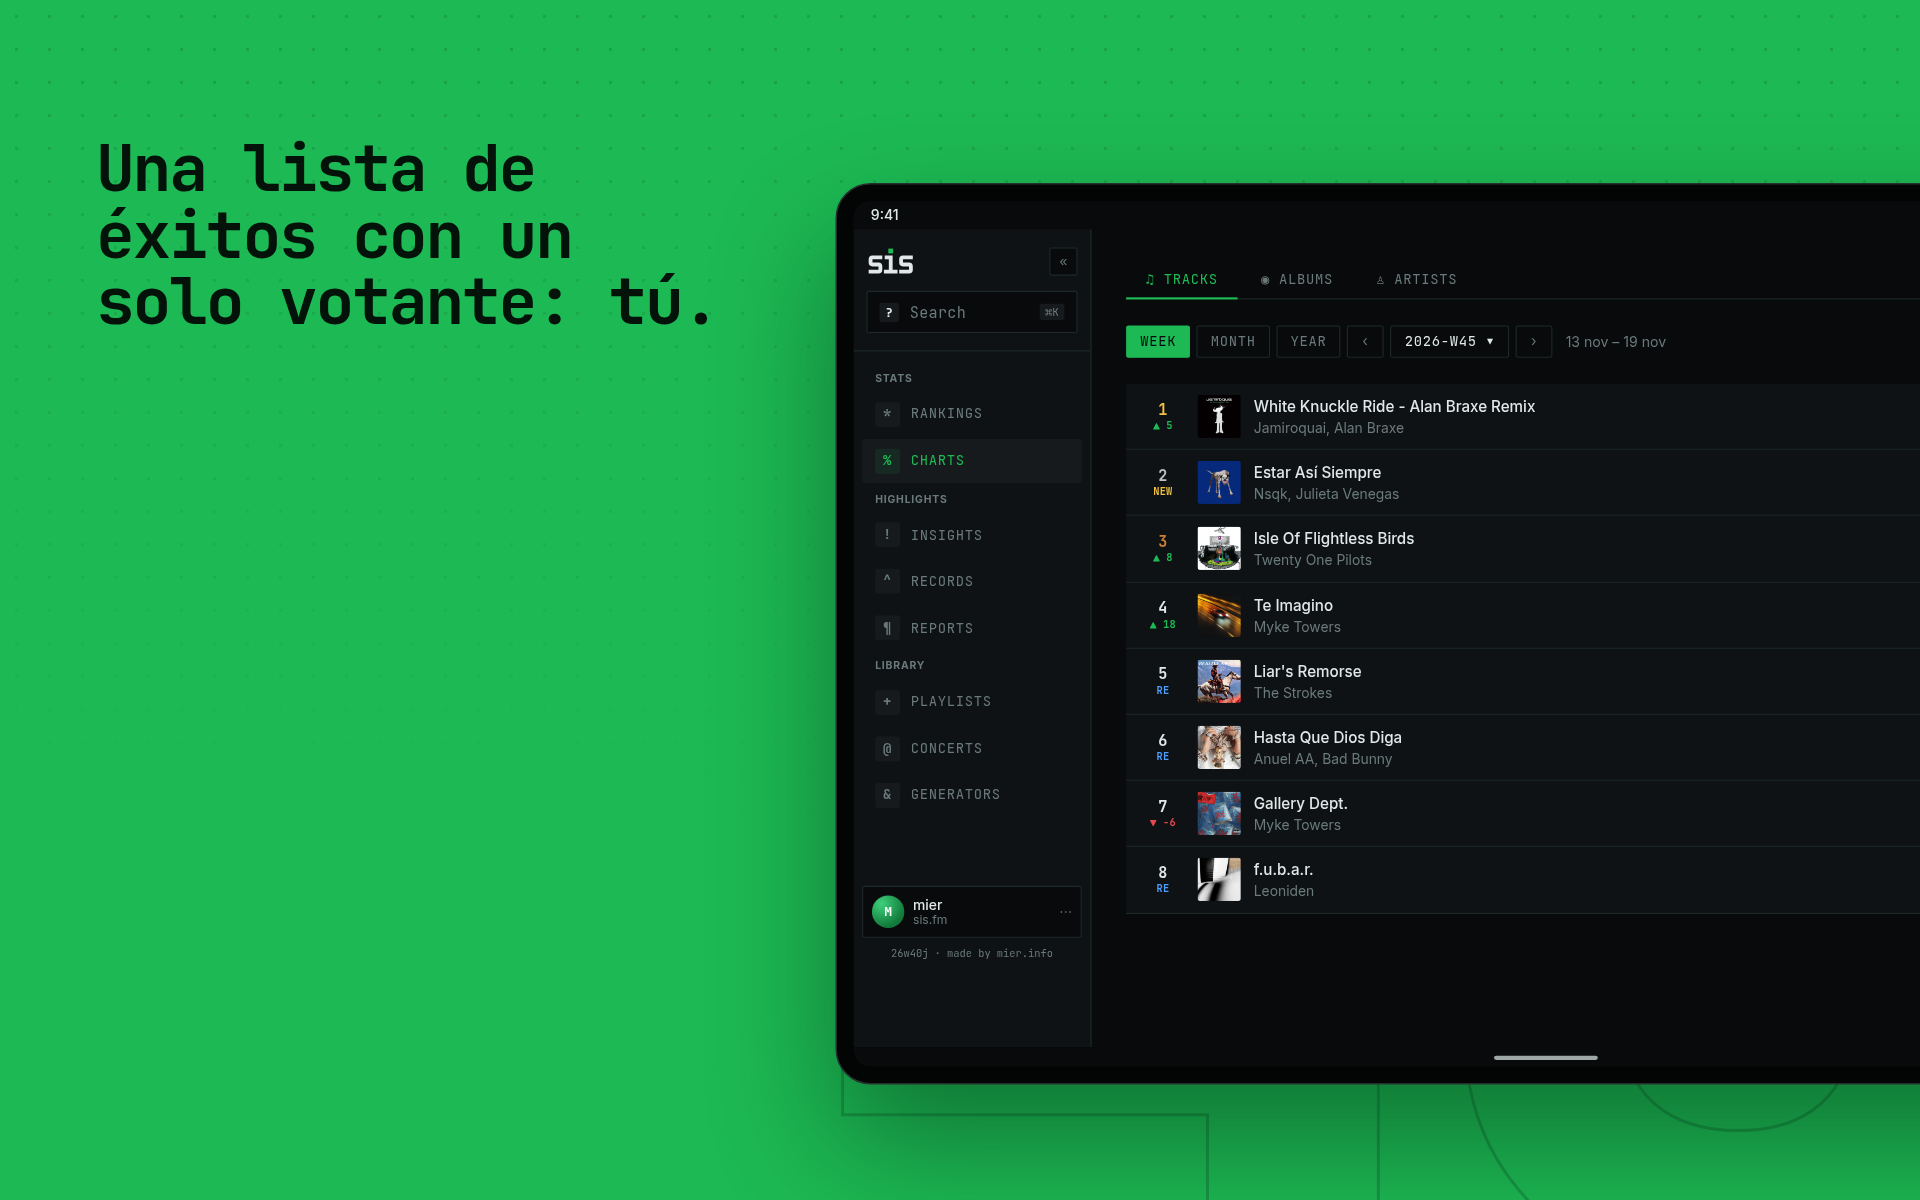 Una lista de
éxitos con un
solo votante: tú.
9:41
sis
«
? Search ⌘K
STATS
* RANKINGS
% CHARTS
HIGHLIGHTS
! INSIGHTS
^ RECORDS
¶ REPORTS
LIBRARY
+ PLAYLISTS
@ CONCERTS
& GENERATORS
M mier ...
sis.fm
26w40j · made by mier.info
♫ TRACKS ◉ ALBUMS ♙ ARTISTS
WEEK MONTH YEAR ‹ 2026-W45 ▼ › 13 nov – 19 nov
1 White Knuckle Ride - Alan Braxe Remix
▲ 5 Jamiroquai, Alan Braxe
2 Estar Así Siempre
NEW Nsqk, Julieta Venegas
3 Isle Of Flightless Birds
▲ 8 Twenty One Pilots
4 Te Imagino
▲ 18 Myke Towers
5 Liar's Remorse
RE The Strokes
6 Hasta Que Dios Diga
RE Anuel AA, Bad Bunny
7 Gallery Dept.
▼ -6 Myke Towers
8 f.u.b.a.r.
RE Leoniden